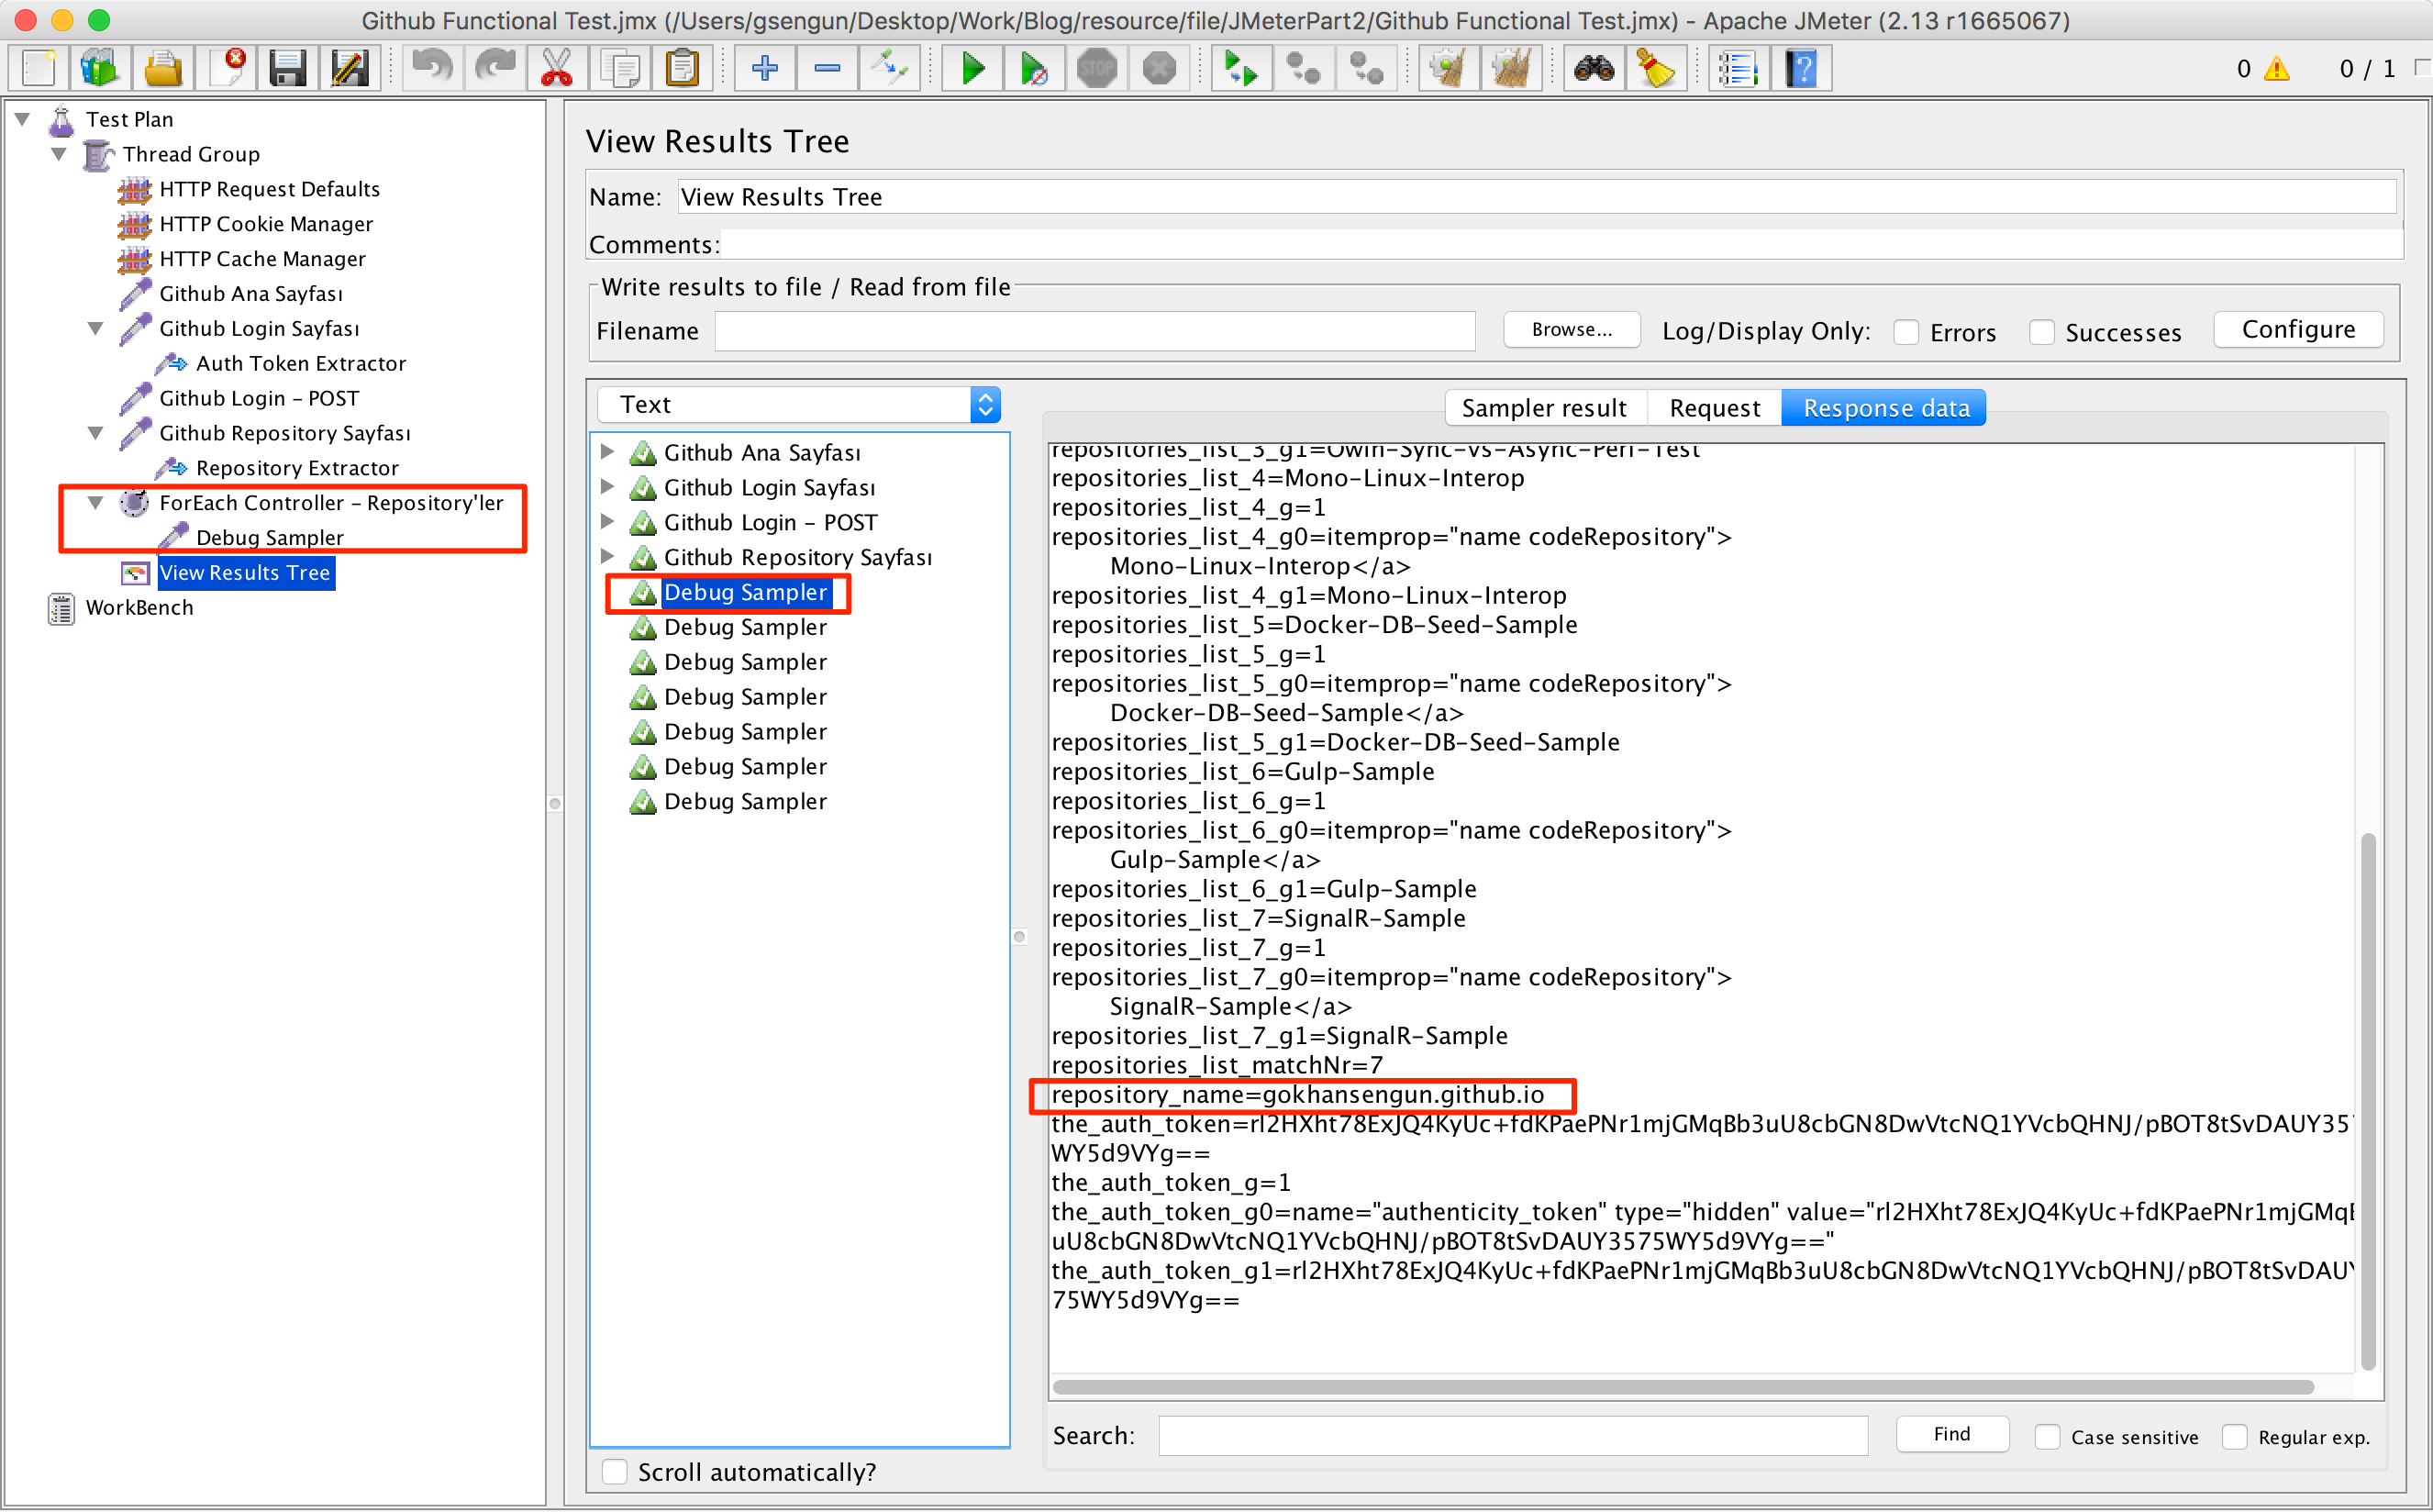 Github Functional Test.jmx (/Users/gsengun/Desktop/Work/Blog/resource/file/JMeterPart2/Github Functional Test.jmx) - Apache JMeter (2.13 r1665067)
STOP
0
0 / 1
Test Plan
Thread Group
HTTP Request Defaults
HTTP Cookie Manager
HTTP Cache Manager
Github Ana Sayfası
Github Login Sayfası
Auth Token Extractor
Github Login - POST
Github Repository Sayfası
Repository Extractor
ForEach Controller - Repository'ler
Debug Sampler
View Results Tree
WorkBench
View Results Tree
Name: View Results Tree
Comments:
Write results to file / Read from file
Filename
Browse...
Log/Display Only:
Errors
Successes
Configure
Text
Github Ana Sayfası
Github Login Sayfası
Github Login - POST
Github Repository Sayfası
Debug Sampler
Debug Sampler
Debug Sampler
Debug Sampler
Debug Sampler
Debug Sampler
Debug Sampler
Scroll automatically?
Sampler result
Request
Response data
repositories_list_3_g1=Owin-Sync-vs-Async-Perf-Test
repositories_list_4=Mono-Linux-Interop
repositories_list_4_g=1
repositories_list_4_g0=itemprop="name codeRepository">
Mono-Linux-Interop</a>
repositories_list_4_g1=Mono-Linux-Interop
repositories_list_5=Docker-DB-Seed-Sample
repositories_list_5_g=1
repositories_list_5_g0=itemprop="name codeRepository">
Docker-DB-Seed-Sample</a>
repositories_list_5_g1=Docker-DB-Seed-Sample
repositories_list_6=Gulp-Sample
repositories_list_6_g=1
repositories_list_6_g0=itemprop="name codeRepository">
Gulp-Sample</a>
repositories_list_6_g1=Gulp-Sample
repositories_list_7=SignalR-Sample
repositories_list_7_g=1
repositories_list_7_g0=itemprop="name codeRepository">
SignalR-Sample</a>
repositories_list_7_g1=SignalR-Sample
repositories_list_matchNr=7
repository_name=gokhansengun.github.io
the_auth_token=rl2HXht78ExJQ4KyUc+fdKPaePNr1mjGMqBb3uU8cbGN8DwVtcNQ1YVcbQHNJ/pBOT8tSvDAUY357
WY5d9VYg==
the_auth_token_g=1
the_auth_token_g0=name="authenticity_token" type="hidden" value="rl2HXht78ExJQ4KyUc+fdKPaePNr1mjGMqB
uU8cbGN8DwVtcNQ1YVcbQHNJ/pBOT8tSvDAUY3575WY5d9VYg=="
the_auth_token_g1=rl2HXht78ExJQ4KyUc+fdKPaePNr1mjGMqBb3uU8cbGN8DwVtcNQ1YVcbQHNJ/pBOT8tSvDAUY
75WY5d9VYg==
Search:
Find
Case sensitive
Regular exp.